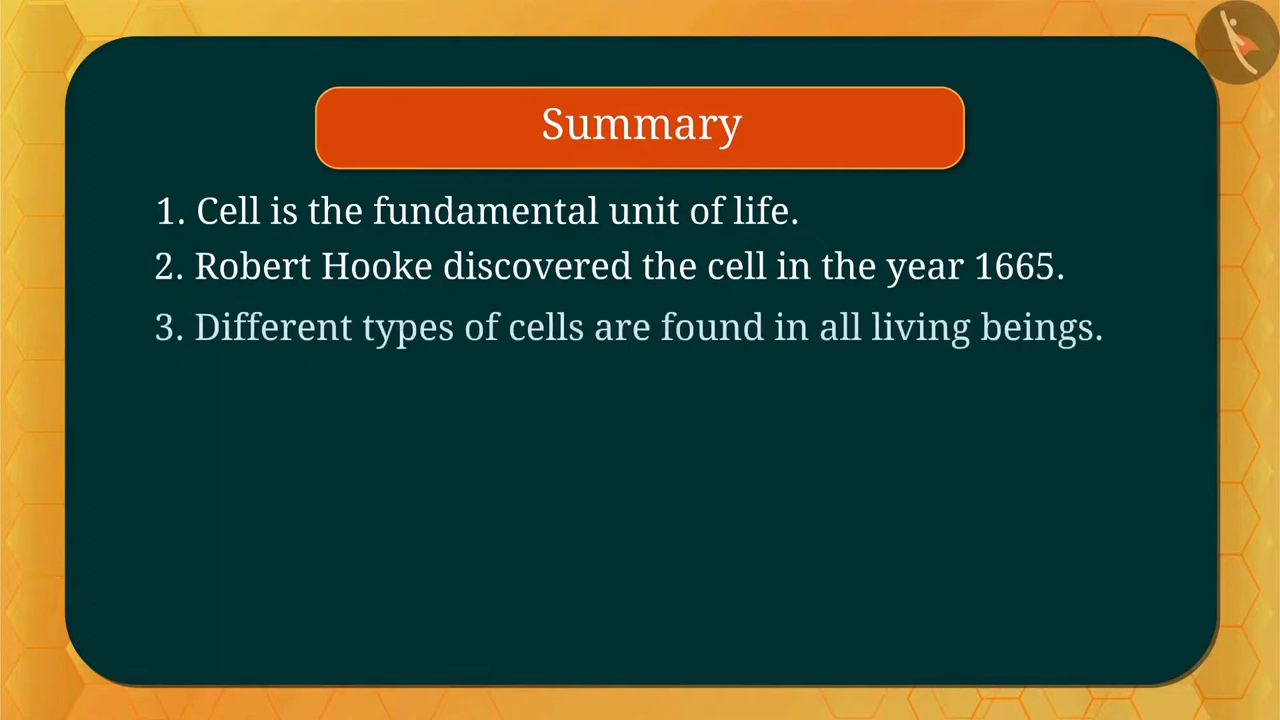 Summary
1. Cell is the fundamental unit of life.
2. Robert Hooke discovered the cell in the year 1665.
3. Different types of cells are found in all living beings.